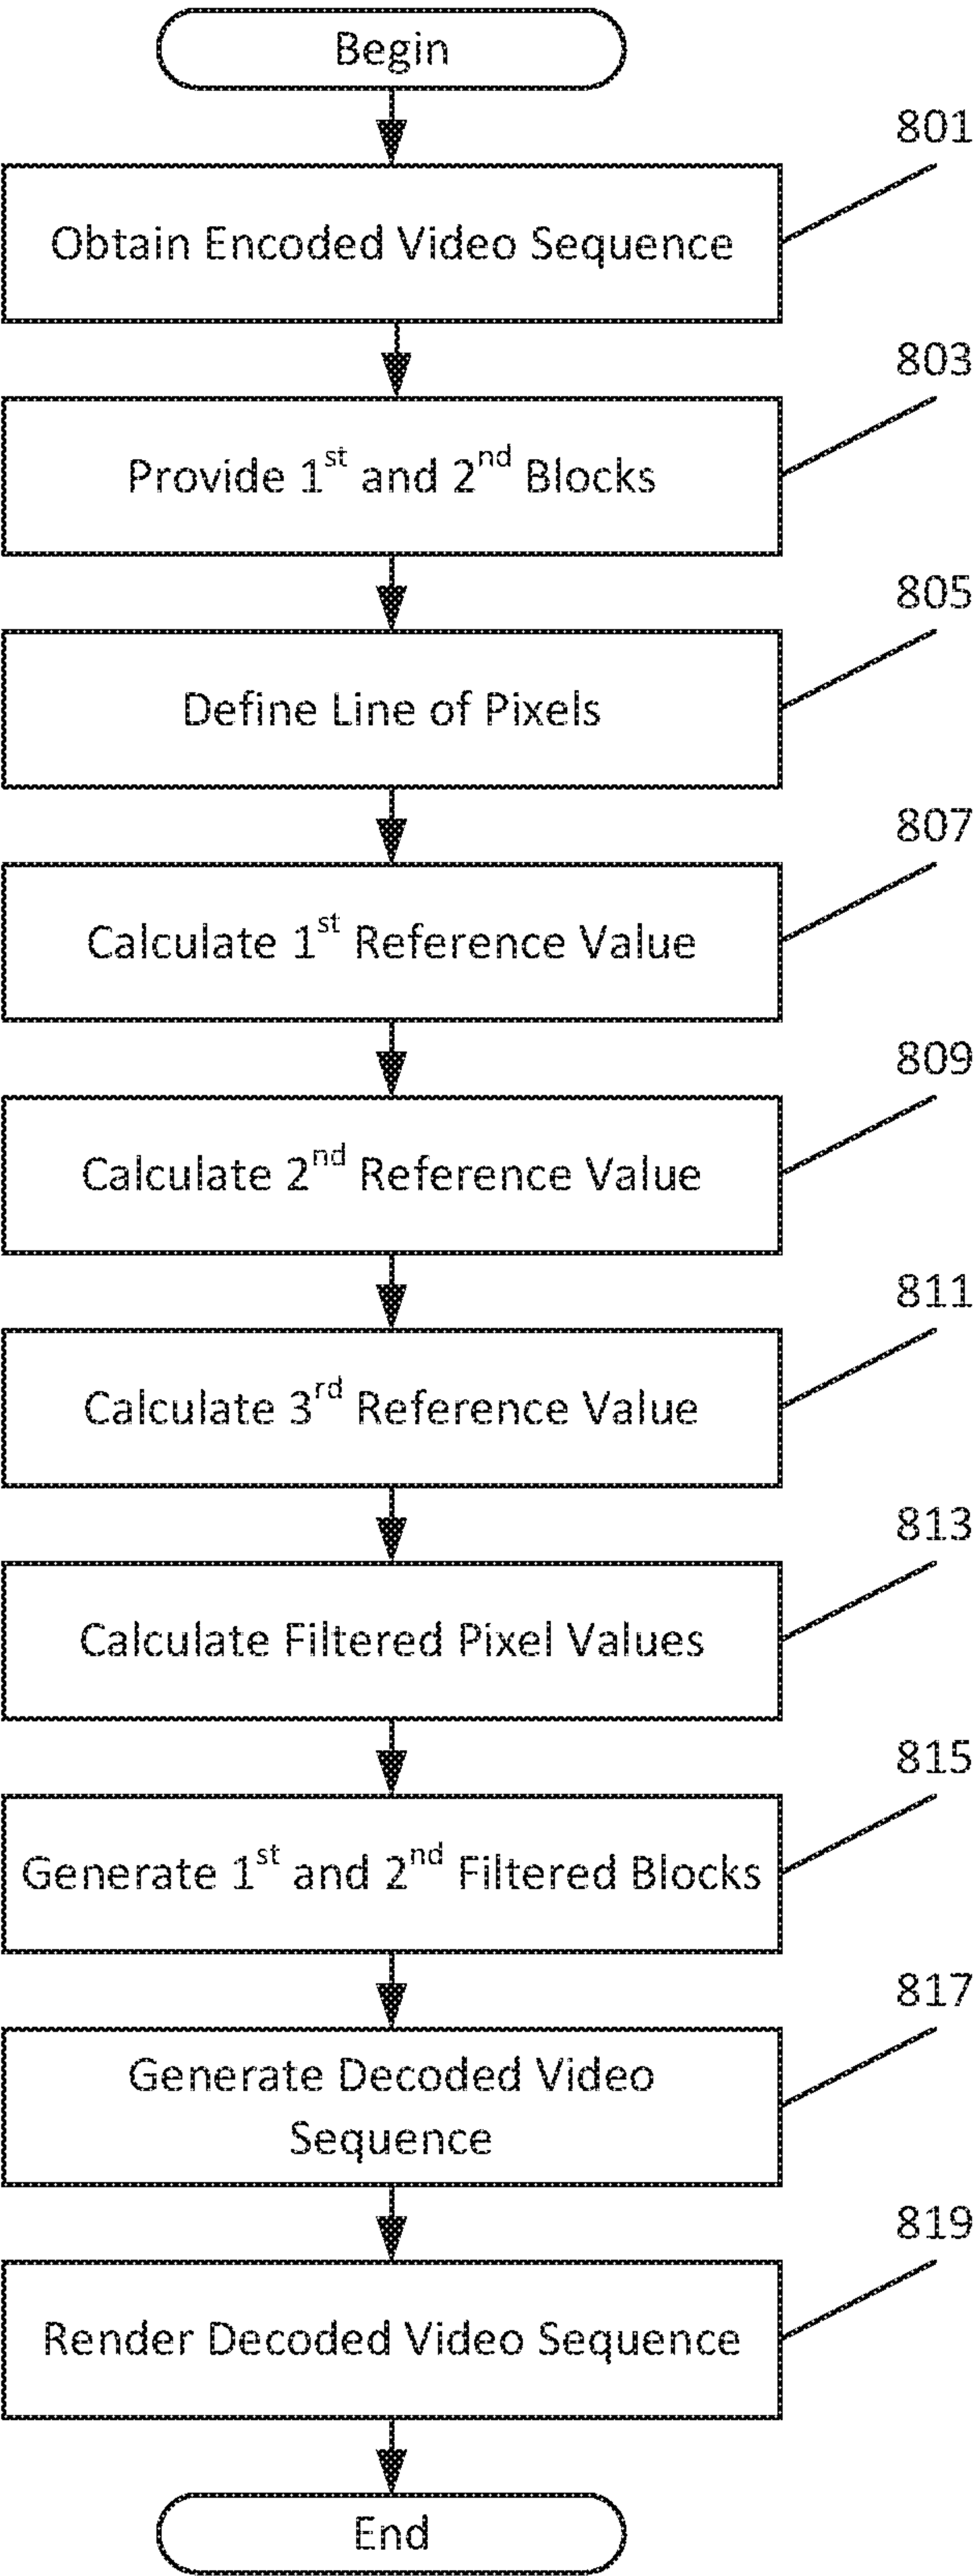 Begin
801
Obtain Encoded Video Sequence
803
Provide 1st and 2nd Blocks
805
Define Line of Pixels
807
Calculate 1st Reference Value
809
Calculate 2nd Reference Value
811
Calculate 3rd Reference Value
813
Calculate Filtered Pixel Values
815
Generate 1st and 2nd Filtered Blocks
817
Generate Decoded Video
Sequence
819
Render Decoded Video Sequence
End